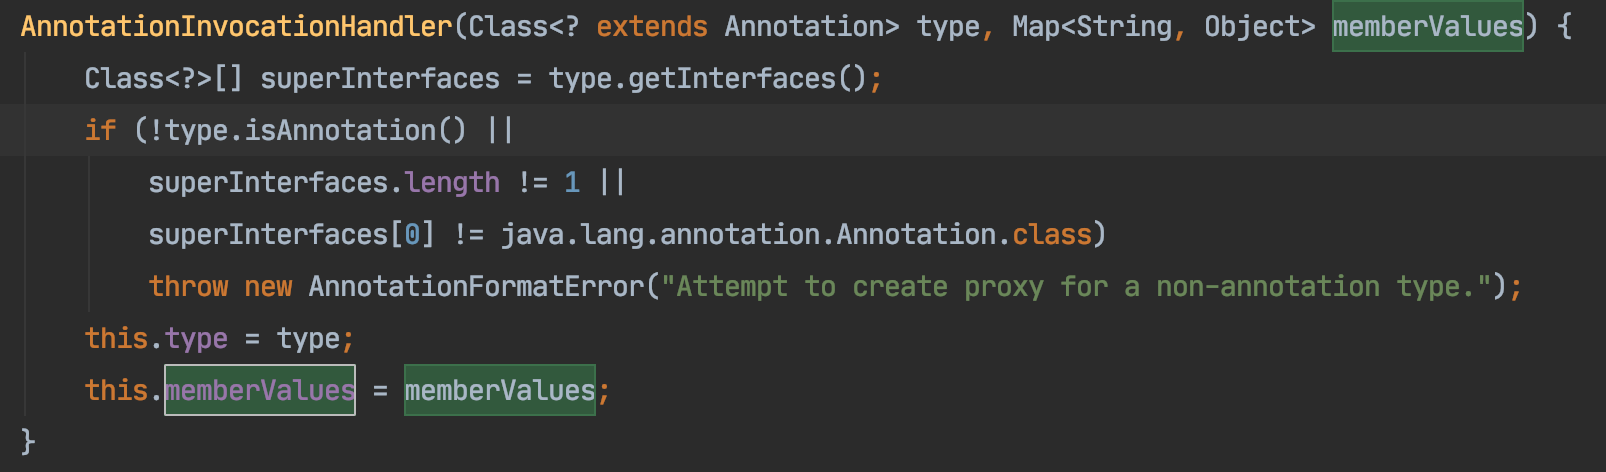 AnnotationInvocationHandler(Class<? extends Annotation> type, Map<String, Object> memberValues) {
    Class<?>[] superInterfaces = type.getInterfaces();
    if (!type.isAnnotation() ||
        superInterfaces.length != 1 ||
        superInterfaces[0] != java.lang.annotation.Annotation.class)
        throw new AnnotationFormatError("Attempt to create proxy for a non-annotation type.");
    this.type = type;
    this.memberValues = memberValues;
}